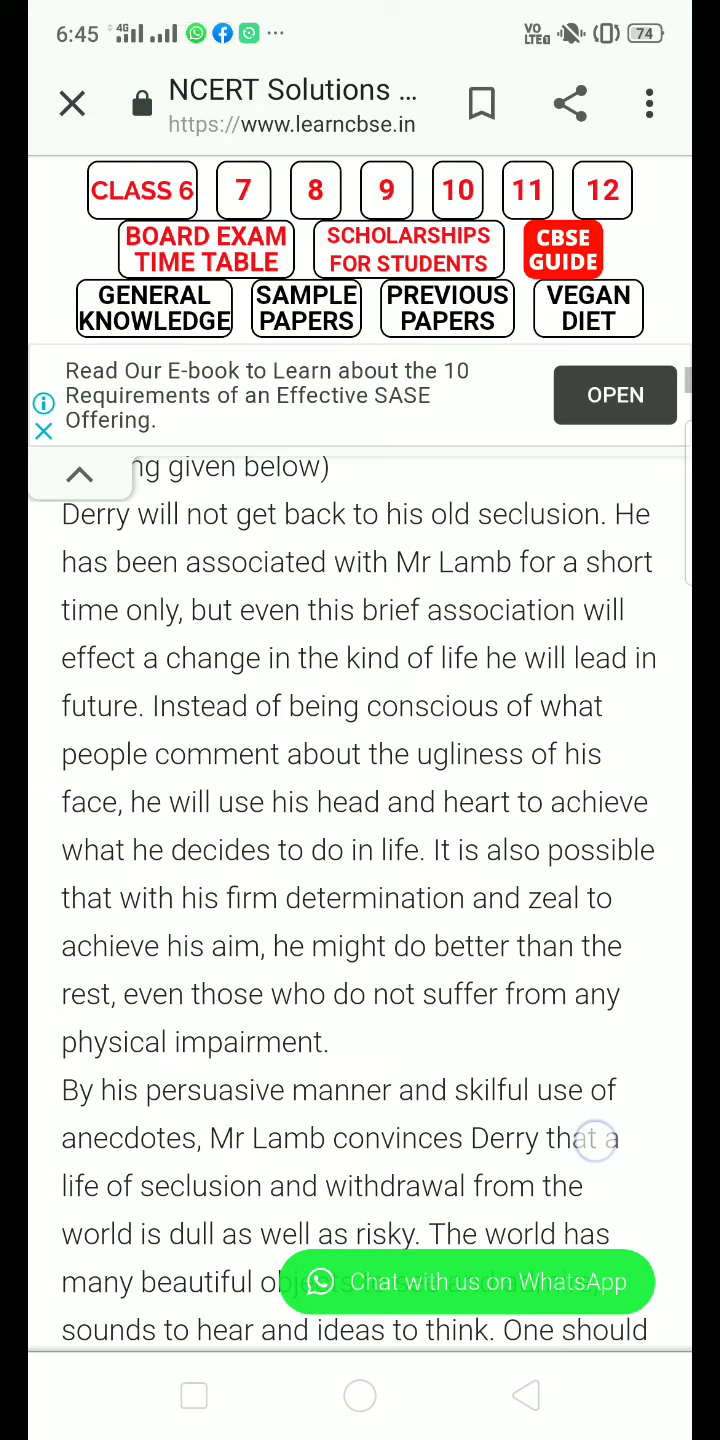 6:45 4G VO LTE 74
NCERT Solutions ...
https://www.learncbse.in
CLASS 6 7 8 9 10 11 12
BOARD EXAM TIME TABLE
SCHOLARSHIPS FOR STUDENTS
CBSE GUIDE
GENERAL KNOWLEDGE
SAMPLE PAPERS
PREVIOUS PAPERS
VEGAN DIET
Read Our E-book to Learn about the 10
Requirements of an Effective SASE
Offering.
OPEN
ng given below)
Derry will not get back to his old seclusion. He
has been associated with Mr Lamb for a short
time only, but even this brief association will
effect a change in the kind of life he will lead in
future. Instead of being conscious of what
people comment about the ugliness of his
face, he will use his head and heart to achieve
what he decides to do in life. It is also possible
that with his firm determination and zeal to
achieve his aim, he might do better than the
rest, even those who do not suffer from any
physical impairment.
By his persuasive manner and skilful use of
anecdotes, Mr Lamb convinces Derry that a
life of seclusion and withdrawal from the
world is dull as well as risky. The world has
many beautiful
Chat with us on WhatsApp
sounds to hear and ideas to think. One should